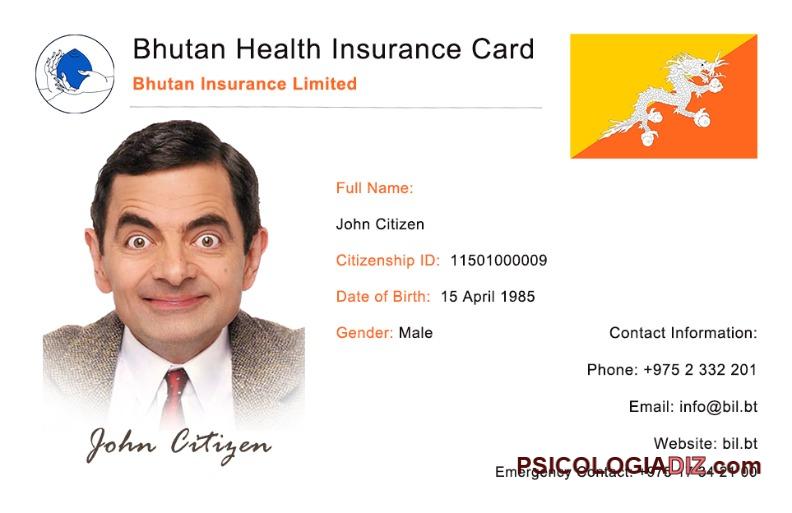 Bhutan Health Insurance Card
Bhutan Insurance Limited
Full Name:
John Citizen
Citizenship ID: 11501000009
Date of Birth: 15 April 1985
Gender: Male
Contact Information:
Phone: +975 2 332 201
Email: info@bil.bt
Website: bil.bt
PSICOLOGIADIZ.com
Emergency Contact: +975
John Citizen